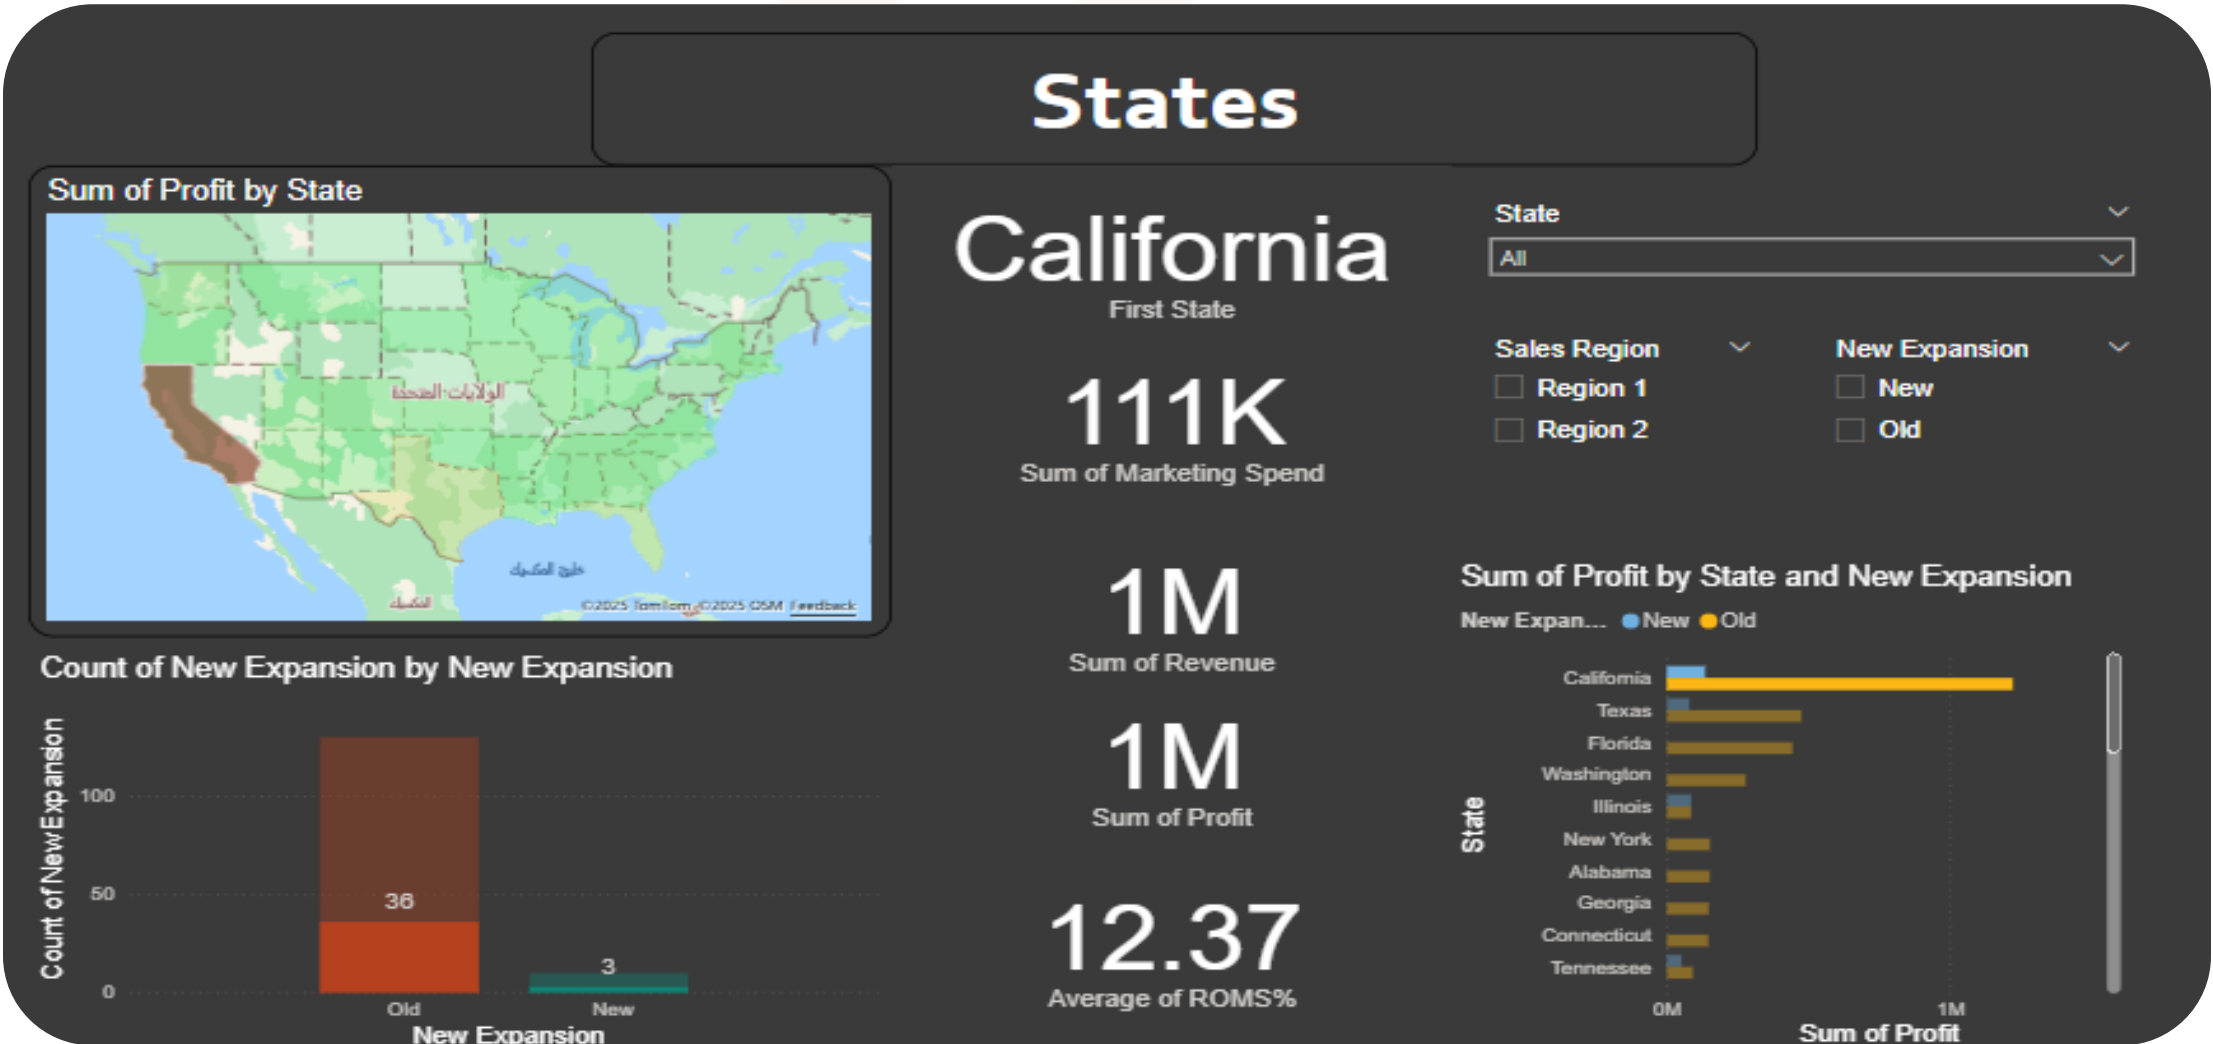 States
Sum of Profit by State
الولايات المتحدة
خليج المكسيك
المكسيك
©2025 TomTom, ©2025 OSM Feedback
California
First State
111K
Sum of Marketing Spend
1M
Sum of Revenue
1M
Sum of Profit
12.37
Average of ROMS%
State
All
Sales Region
Region 1
Region 2
New Expansion
New
Old
Count of New Expansion by New Expansion
Count of New Expansion
100
50
0
36
3
Old
New
New Expansion
Sum of Profit by State and New Expansion
New Expan... New Old
State
California
Texas
Florida
Washington
Illinois
New York
Alabama
Georgia
Connecticut
Tennessee
0M 1M
Sum of Profit